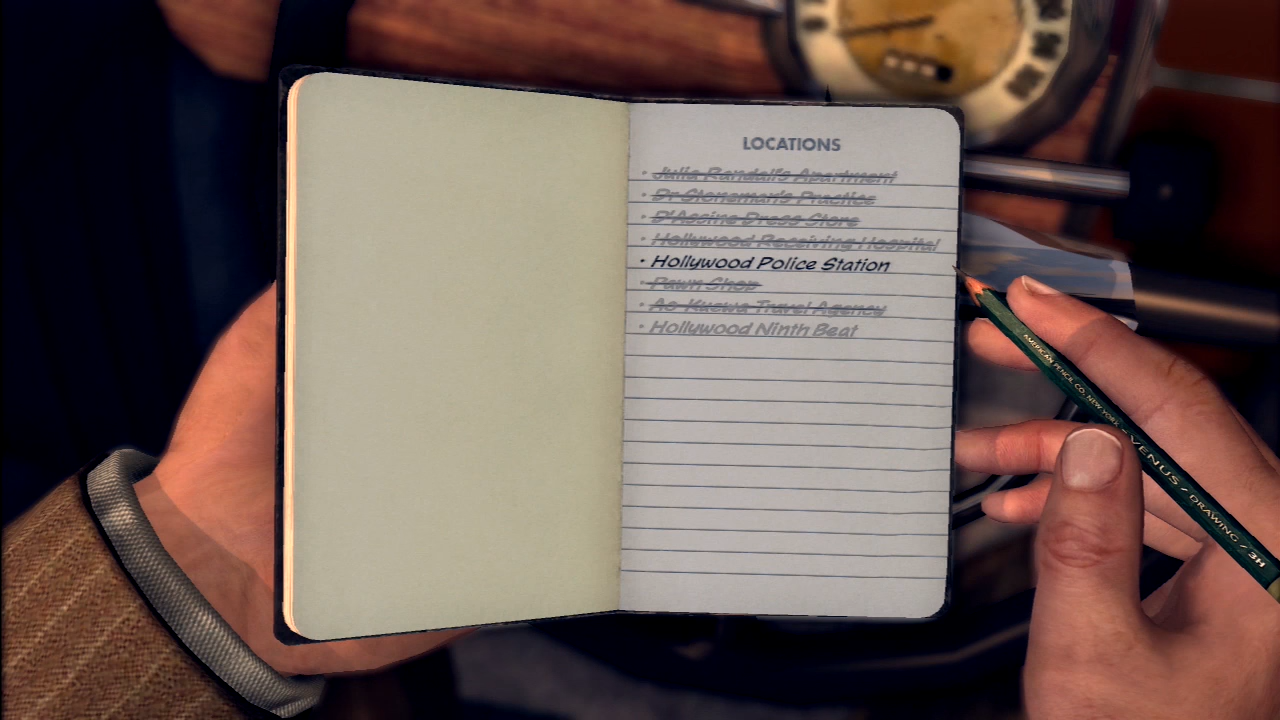 LOCATIONS
· Julia Randall's Apartment
· Dr Stoneman's Practice
· D'Assine Dress Store
· Hollywood Receiving Hospital
· Hollywood Police Station
· Pawn Shop
· Ao Kuewa Travel Agency
· Hollywood Ninth Beat
AMERICAN PENCIL CO. NEW YORK VENUS / DRAWING / 3H